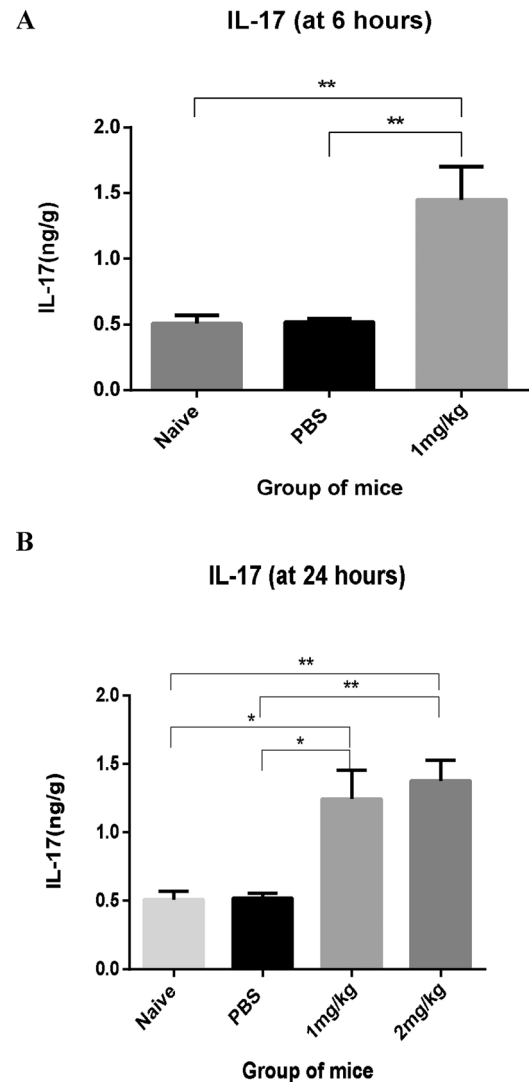 A
IL-17 (at 6 hours)
**
**
2.0
1.5
1.0
0.5
0.0
IL-17(ng/g)
Naive
PBS
1mg/kg
Group of mice
B
IL-17 (at 24 hours)
**
**
*
*
2.0
1.5
1.0
0.5
0.0
IL-17(ng/g)
Naive
PBS
1mg/kg
2mg/kg
Group of mice